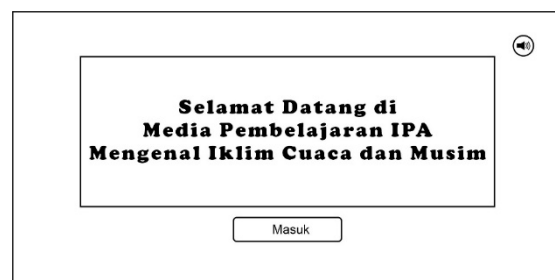 Selamat Datang di
Media Pembelajaran IPA
Mengenal Iklim Cuaca dan Musim
Masuk